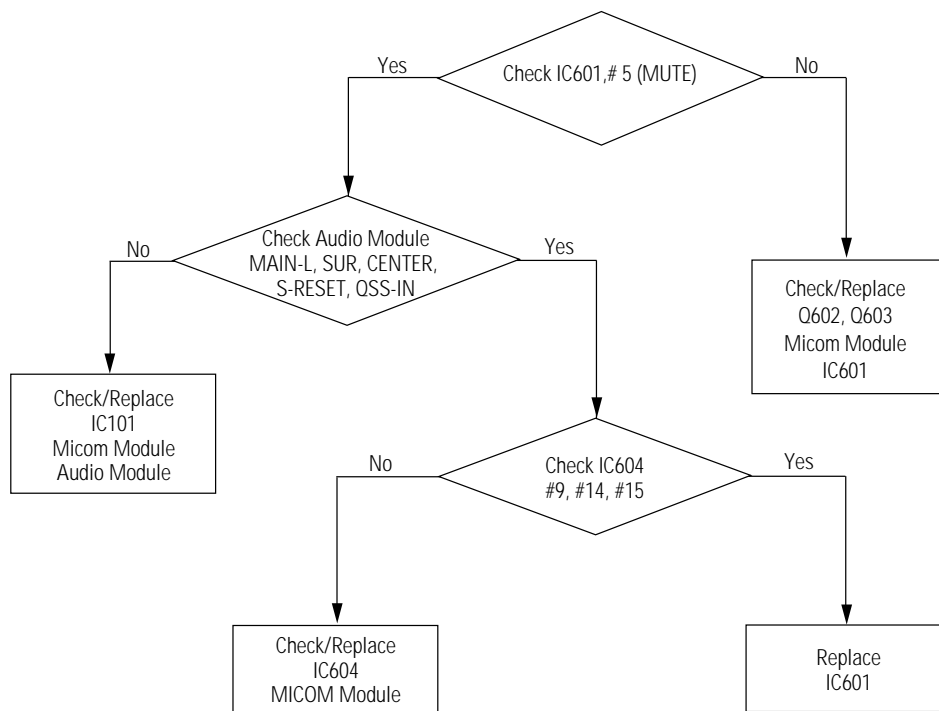 Check IC601,# 5 (MUTE)
Yes
No
Check Audio Module
MAIN-L, SUR, CENTER,
S-RESET, QSS-IN
No
Yes
Check/Replace
Q602, Q603
Micom Module
IC601
Check/Replace
IC101
Micom Module
Audio Module
Check IC604
#9, #14, #15
No
Yes
Check/Replace
IC604
MICOM Module
Replace
IC601